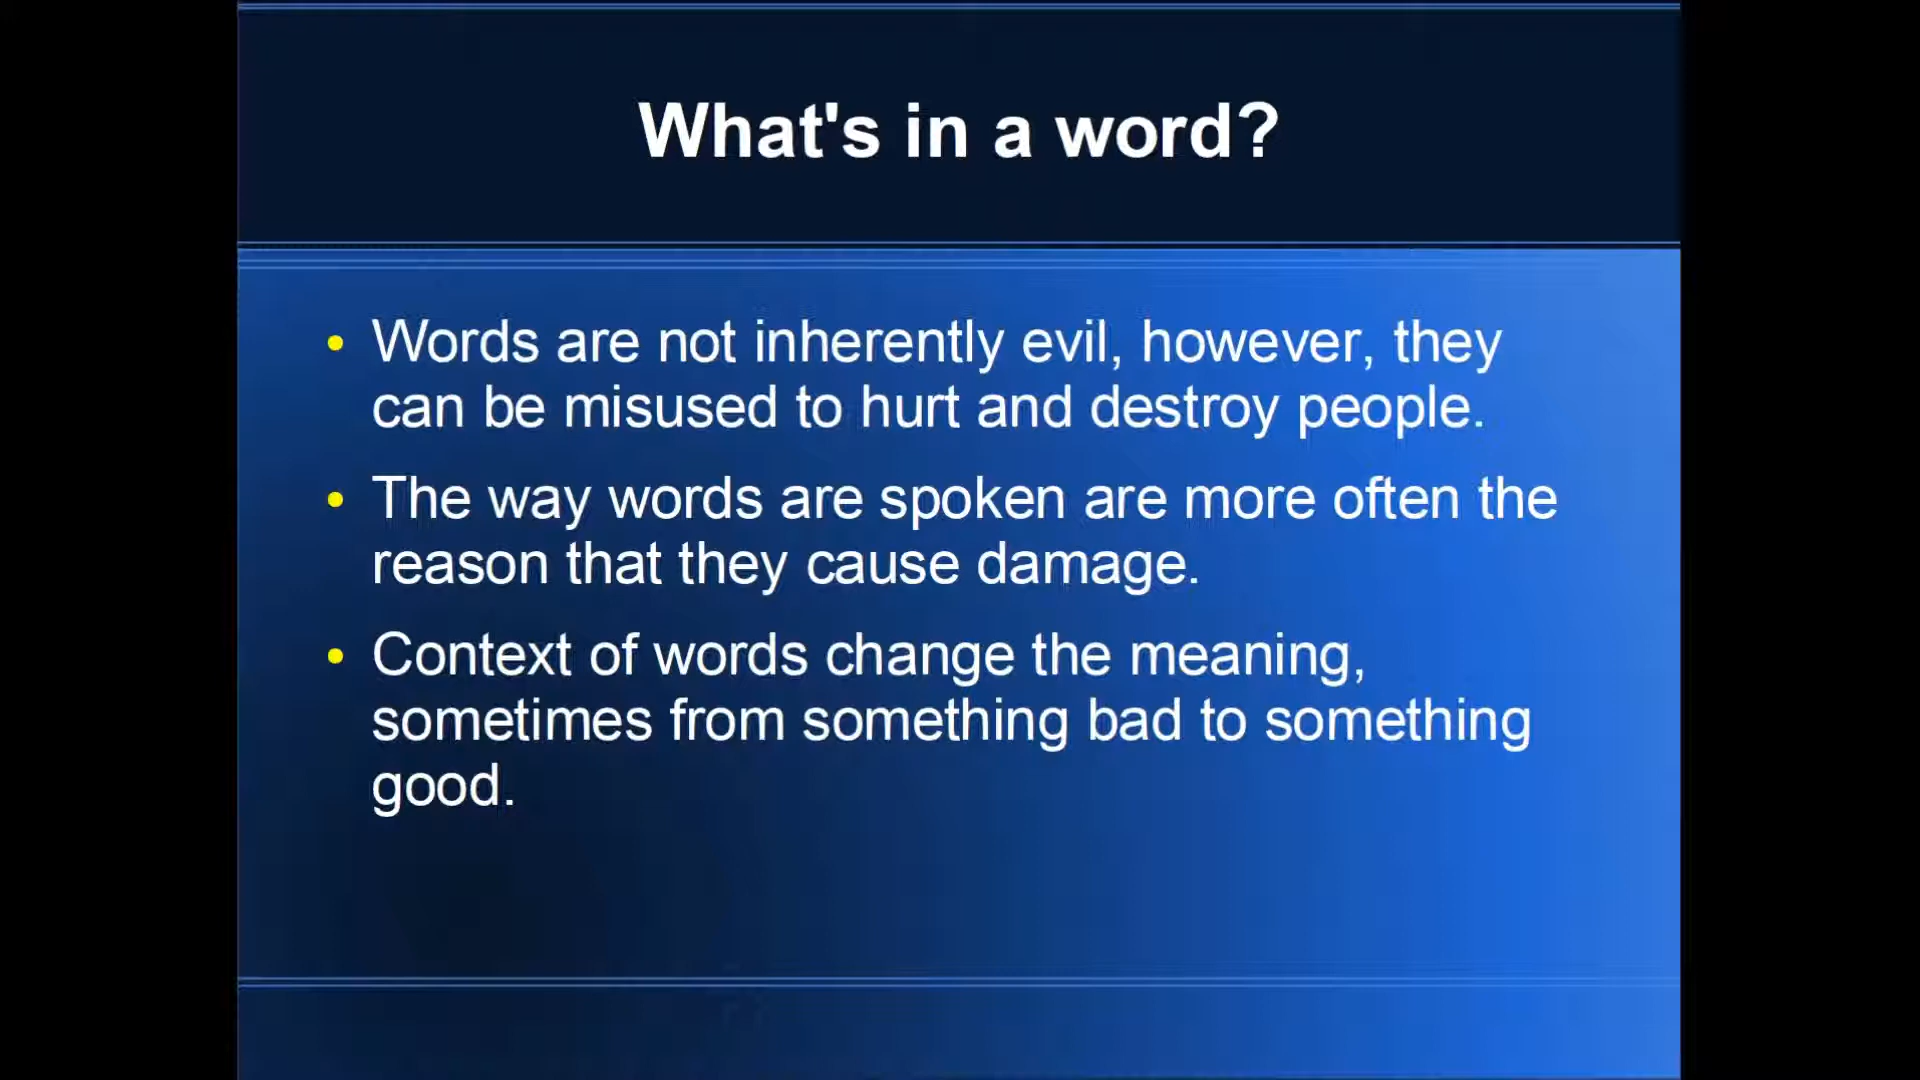 What's in a word?
• Words are not inherently evil, however, they
can be misused to hurt and destroy people.
• The way words are spoken are more often the
reason that they cause damage.
• Context of words change the meaning,
sometimes from something bad to something
good.